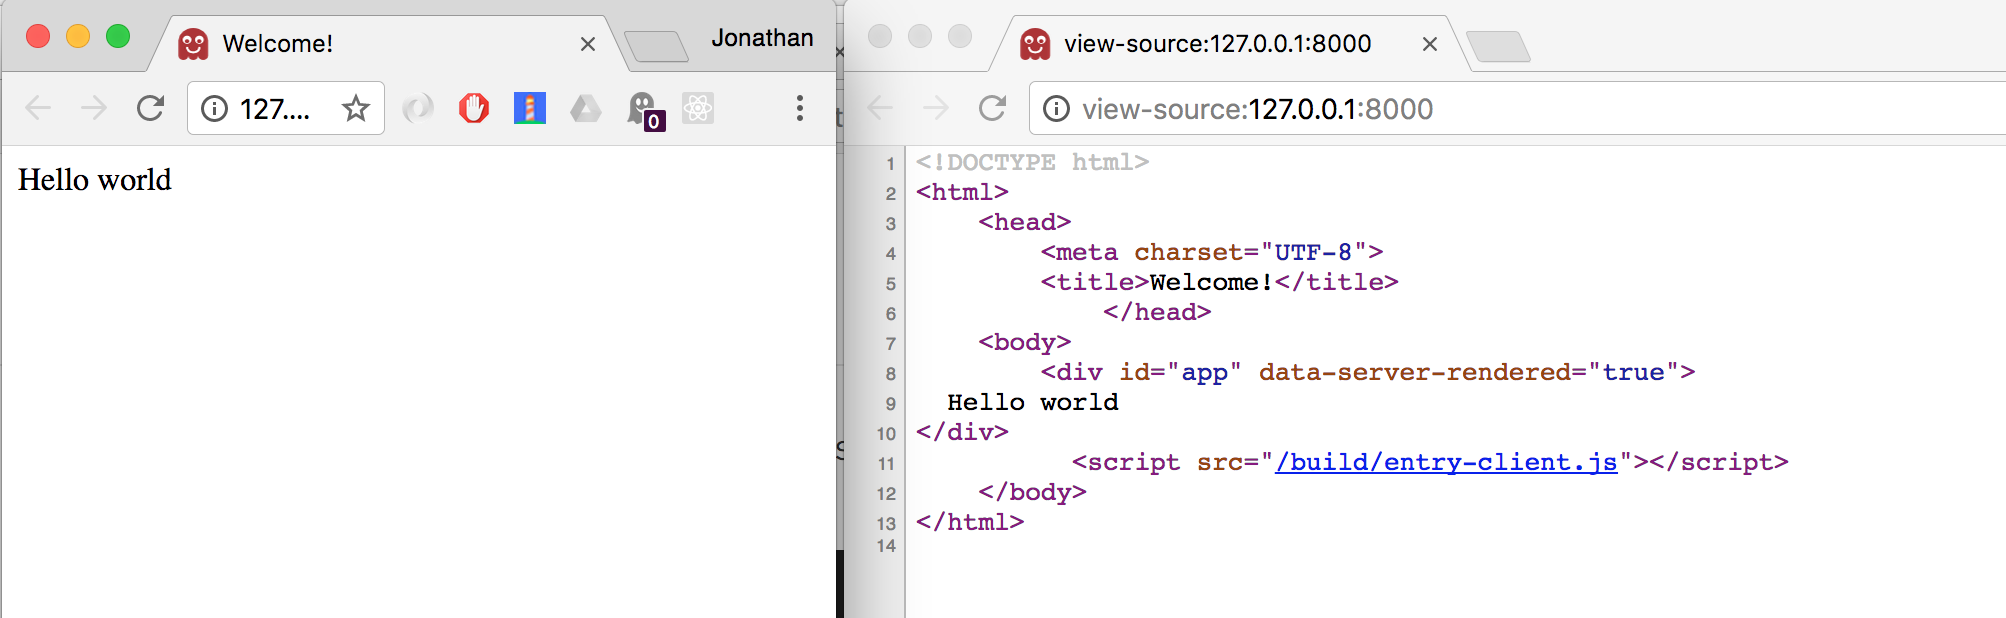 Welcome!
Jonathan
127....
0
Hello world
view-source:127.0.0.1:8000
view-source:127.0.0.1:8000
1 <!DOCTYPE html>
2 <html>
3     <head>
4         <meta charset="UTF-8">
5         <title>Welcome!</title>
6             </head>
7     <body>
8         <div id="app" data-server-rendered="true">
9   Hello world
10 </div>
11           <script src="/build/entry-client.js"></script>
12     </body>
13 </html>
14